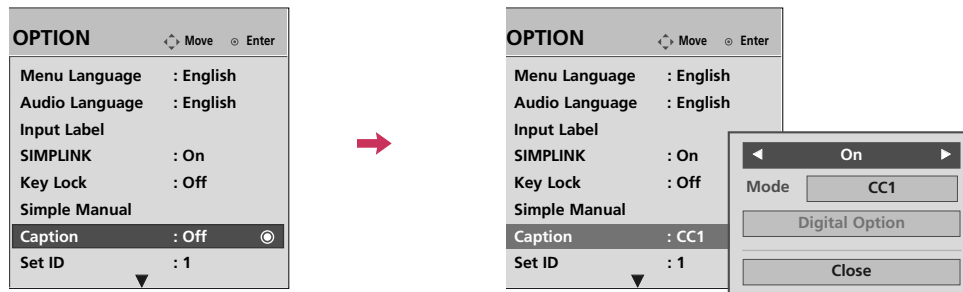 OPTION Move Enter
Menu Language : English
Audio Language : English
Input Label
SIMPLINK : On
Key Lock : Off
Simple Manual
Caption : Off
Set ID : 1
OPTION Move Enter
Menu Language : English
Audio Language : English
Input Label
SIMPLINK : On
Key Lock : Off
Simple Manual
Caption : CC1
Set ID : 1
On
Mode CC1
Digital Option
Close